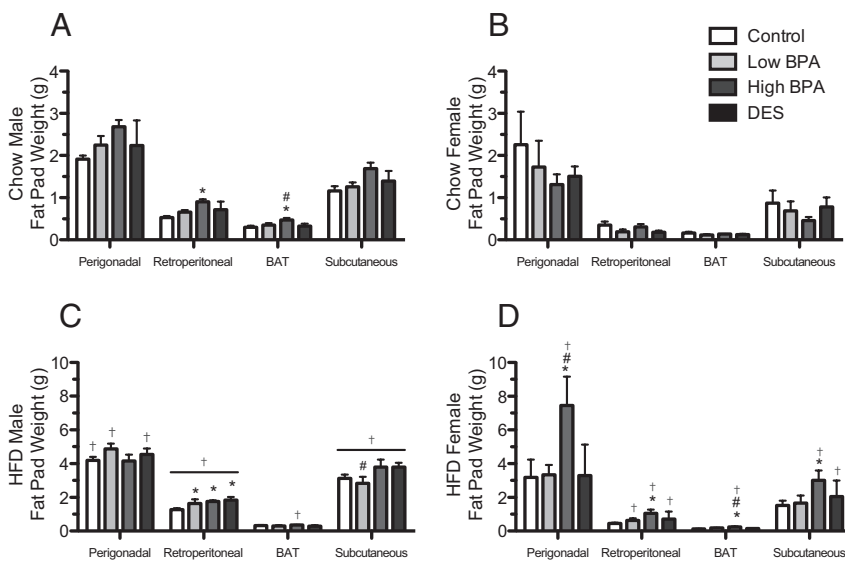 A
Chow Male
Fat Pad Weight (g)
4
3
2
1
0
*
#
*
Perigonadal
Retroperitoneal
BAT
Subcutaneous
B
Chow Female
Fat Pad Weight (g)
4
3
2
1
0
Perigonadal
Retroperitoneal
BAT
Subcutaneous
Control
Low BPA
High BPA
DES
C
HFD Male
Fat Pad Weight (g)
10
8
6
4
2
0
†
†
†
†
*
*
*
†
†
#
Perigonadal
Retroperitoneal
BAT
Subcutaneous
D
HFD Female
Fat Pad Weight (g)
10
8
6
4
2
0
†
#
*
†
†
*
†
†
#
*
†
*
†
Perigonadal
Retroperitoneal
BAT
Subcutaneous